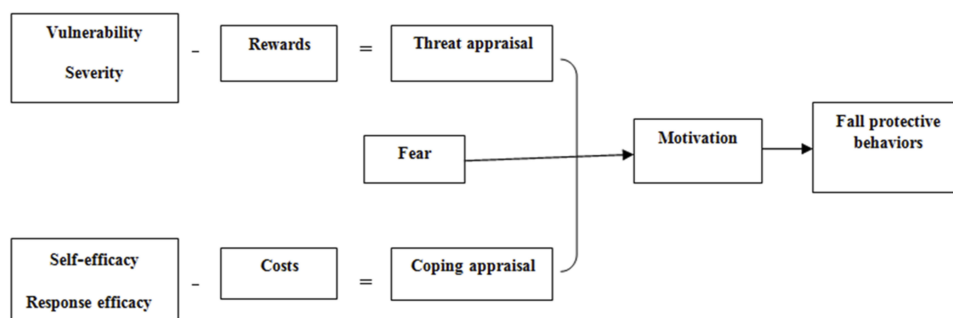 Vulnerability
Severity
-
Rewards
=
Threat appraisal
Fear
Motivation
Fall protective
behaviors
Self-efficacy
Response efficacy
-
Costs
=
Coping appraisal